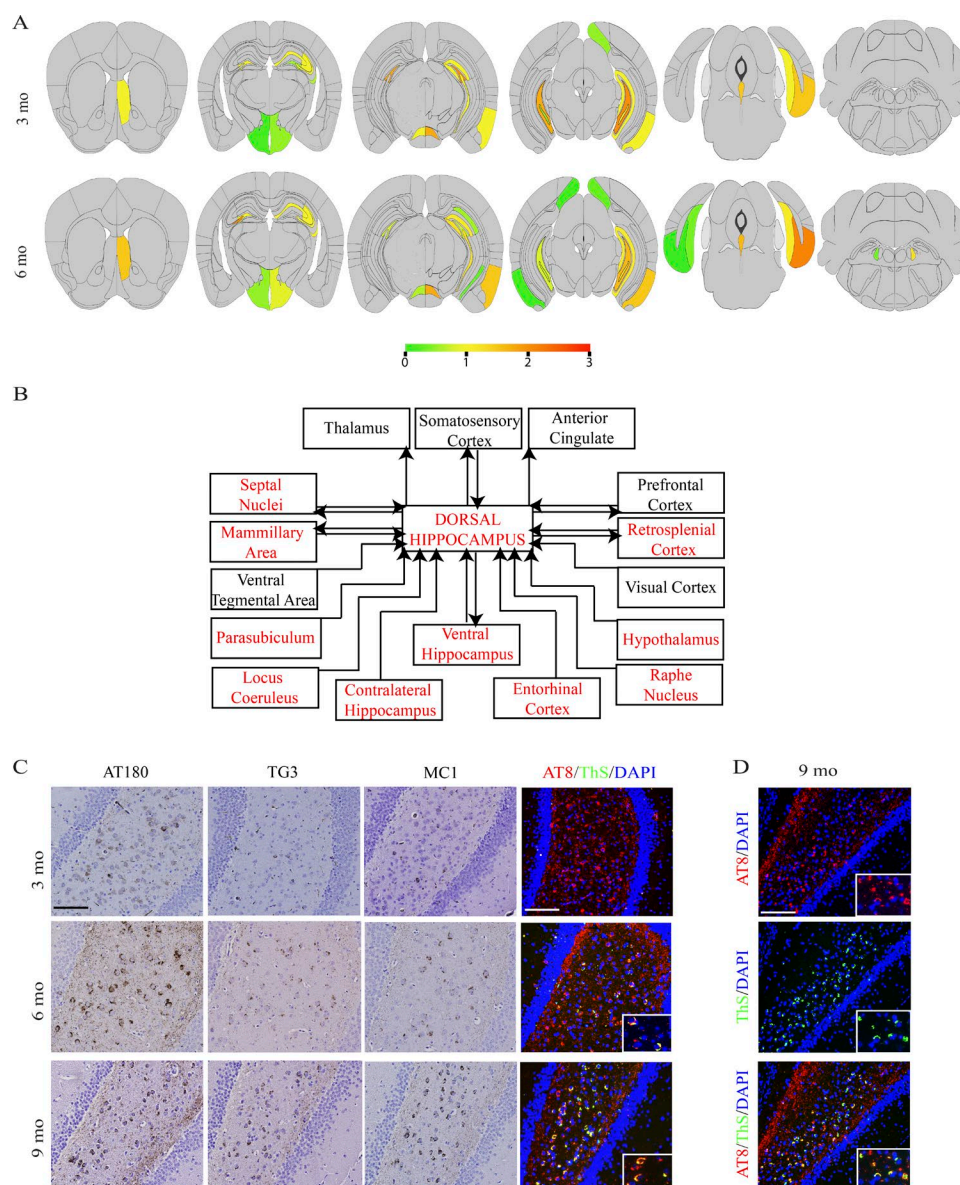 A
3 mo
6 mo
0 1 2 3
B
Thalamus
Somatosensory
Cortex
Anterior
Cingulate
Septal
Nuclei
Prefrontal
Cortex
DORSAL
HIPPOCAMPUS
Mammillary
Area
Retrosplenial
Cortex
Ventral
Tegmental Area
Visual Cortex
Parasubiculum
Ventral
Hippocampus
Hypothalamus
Locus
Coeruleus
Contralateral
Hippocampus
Entorhinal
Cortex
Raphe
Nucleus
C
AT180 TG3 MC1 AT8/ThS/DAPI
3 mo
6 mo
9 mo
D
9 mo
AT8/DAPI
ThS/DAPI
AT8/ThS/DAPI